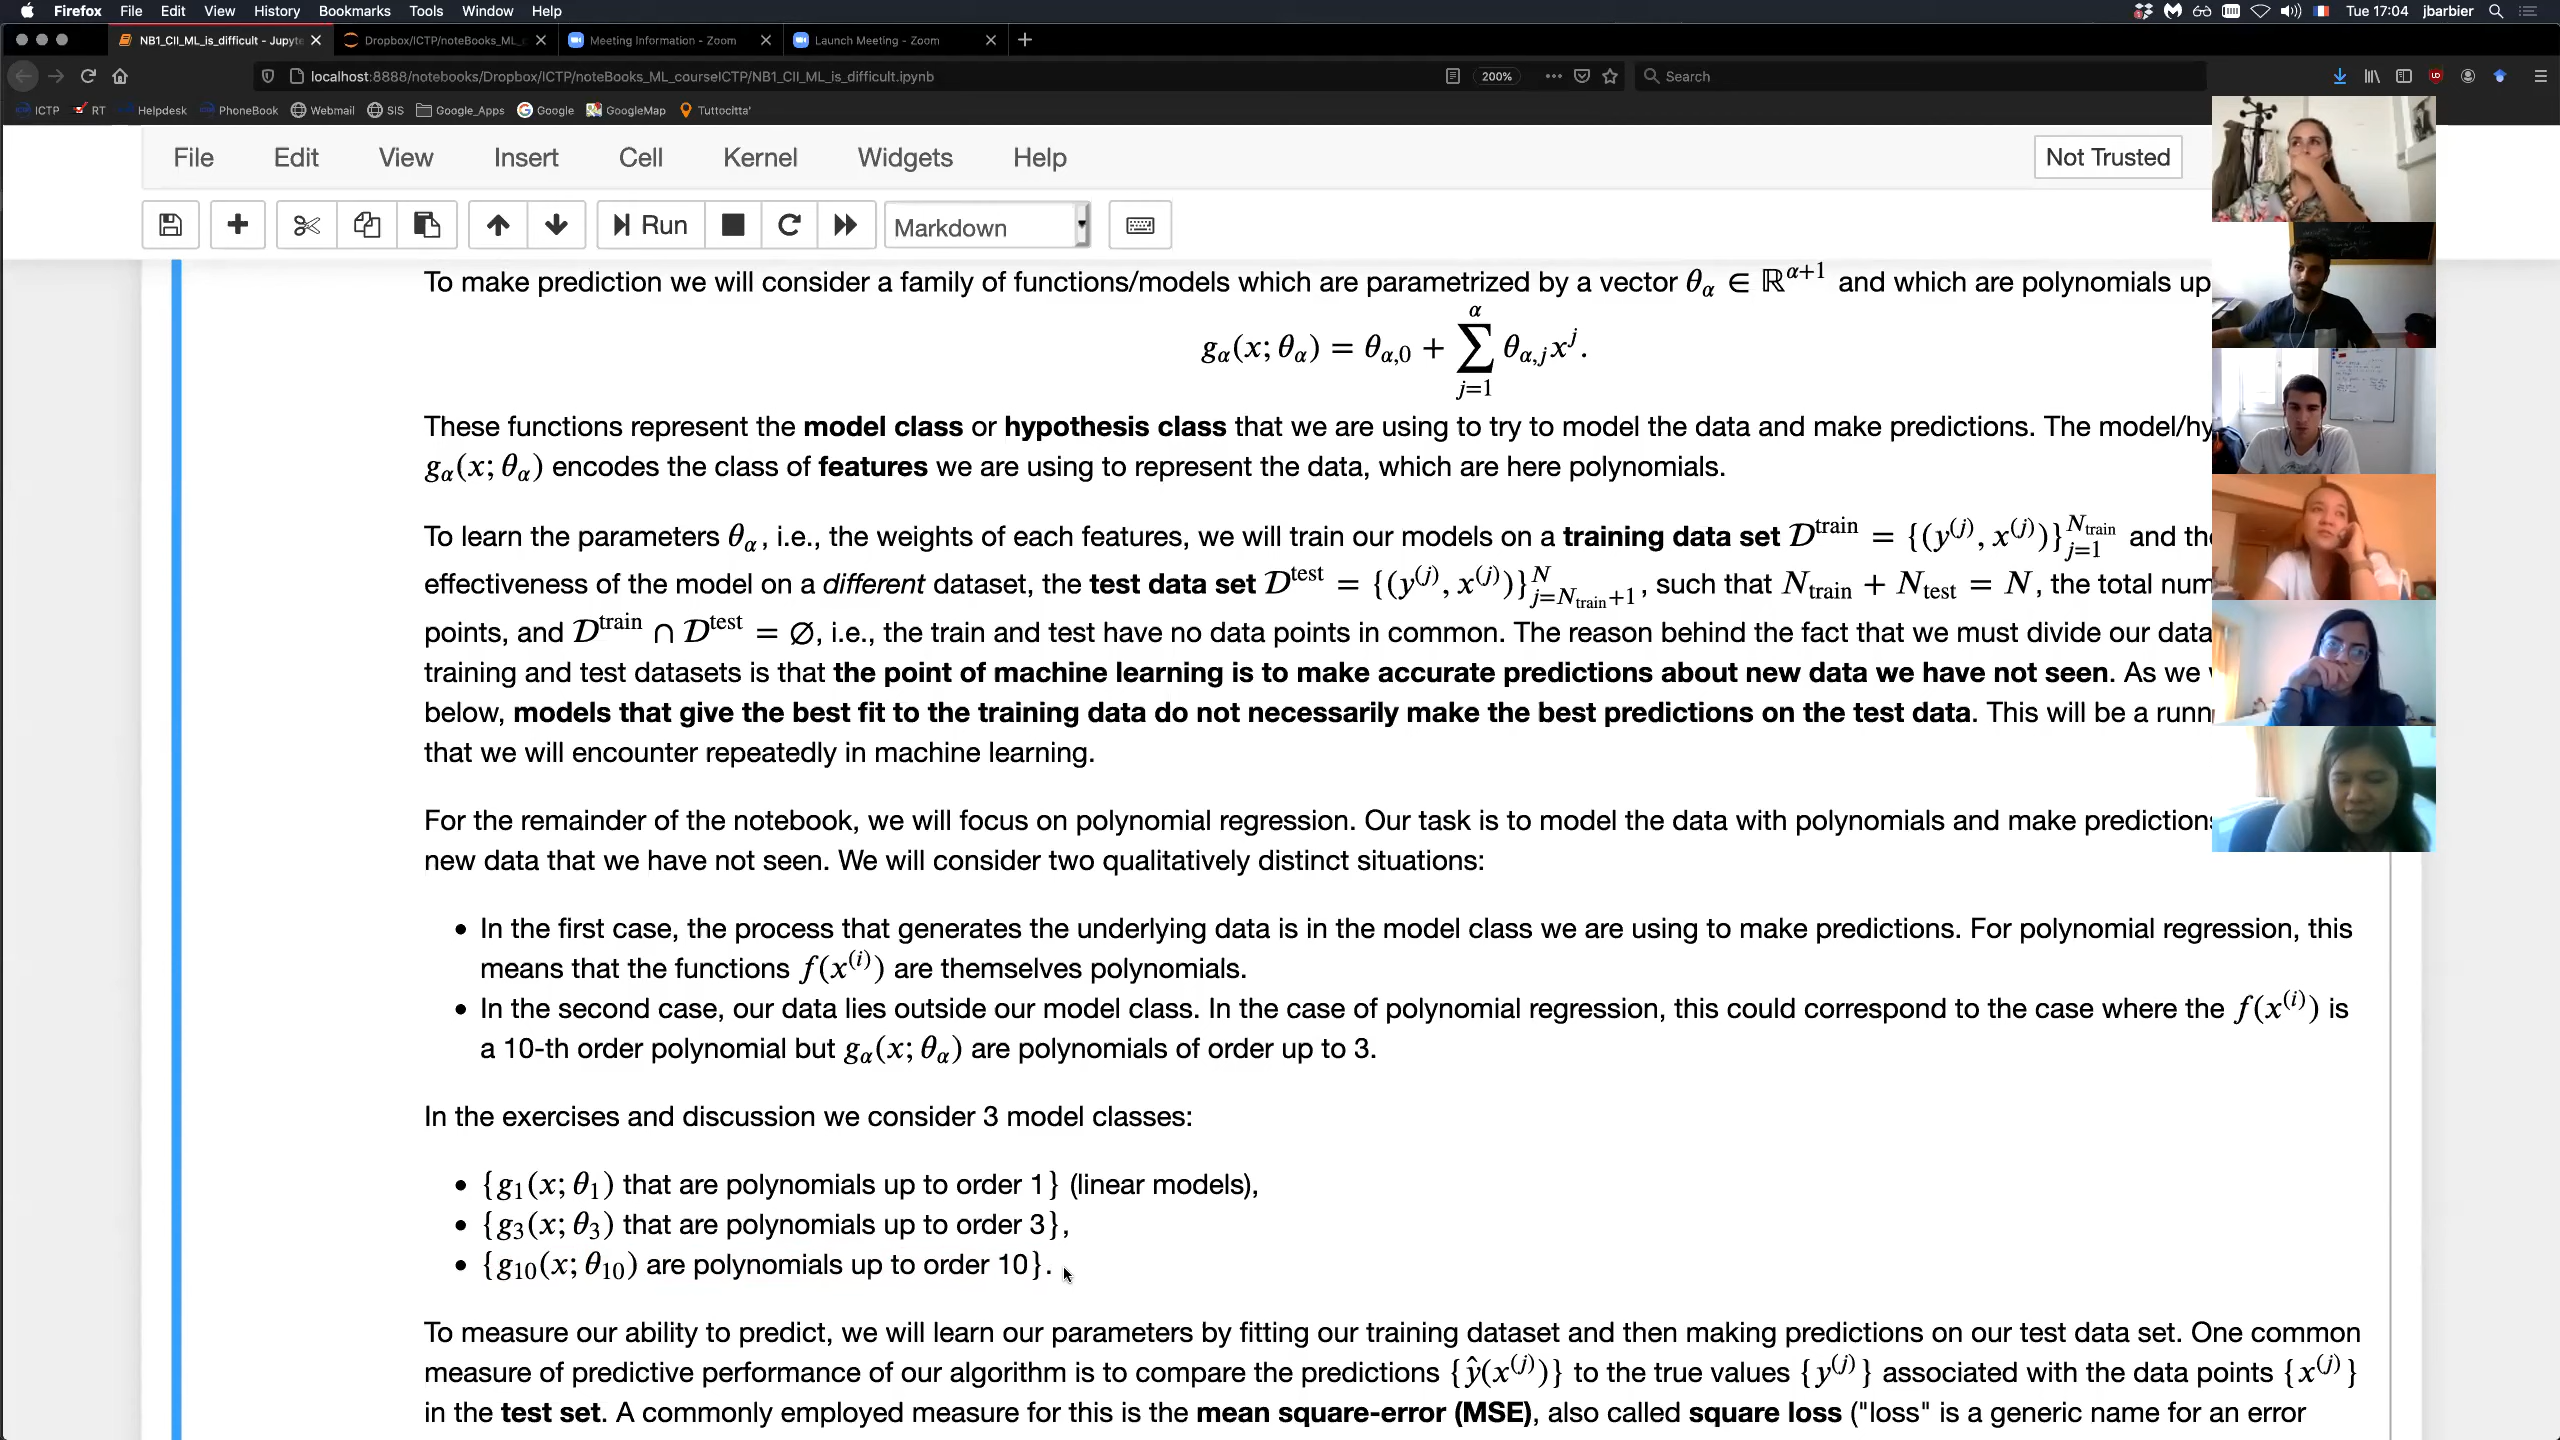 Firefox File Edit View History Bookmarks Tools Window Help Tue 17:04 jbarbier
NB1_CII_ML_is_difficult - Jupyte Dropbox/ICTP/noteBooks_ML_c Meeting Information - Zoom Launch Meeting - Zoom
localhost:8888/notebooks/Dropbox/ICTP/noteBooks_ML_courseICTP/NB1_CII_ML_is_difficult.ipynb 200% Search
ICTP RT Helpdesk PhoneBook Webmail SIS Google_Apps Google GoogleMap Tuttocitta'
File Edit View Insert Cell Kernel Widgets Help Not Trusted
Run Markdown
To make prediction we will consider a family of functions/models which are parametrized by a vector θ_α ∈ ℝ^{α+1} and which are polynomials up
g_α(x; θ_α) = θ_{α,0} + ∑_{j=1}^{α} θ_{α,j} x^j.
These functions represent the model class or hypothesis class that we are using to try to model the data and make predictions. The model/hy
g_α(x; θ_α) encodes the class of features we are using to represent the data, which are here polynomials.
To learn the parameters θ_α, i.e., the weights of each features, we will train our models on a training data set 𝒟^{train} = {(y^{(j)}, x^{(j)})}_{j=1}^{N_{train}} and the
effectiveness of the model on a different dataset, the test data set 𝒟^{test} = {(y^{(j)}, x^{(j)})}_{j=N_{train}+1}^{N}, such that N_{train} + N_{test} = N, the total num
points, and 𝒟^{train} ∩ 𝒟^{test} = ∅, i.e., the train and test have no data points in common. The reason behind the fact that we must divide our data
training and test datasets is that the point of machine learning is to make accurate predictions about new data we have not seen. As we
below, models that give the best fit to the training data do not necessarily make the best predictions on the test data. This will be a runn
that we will encounter repeatedly in machine learning.
For the remainder of the notebook, we will focus on polynomial regression. Our task is to model the data with polynomials and make predictions
new data that we have not seen. We will consider two qualitatively distinct situations:
• In the first case, the process that generates the underlying data is in the model class we are using to make predictions. For polynomial regression, this
means that the functions f(x^{(i)}) are themselves polynomials.
• In the second case, our data lies outside our model class. In the case of polynomial regression, this could correspond to the case where the f(x^{(i)}) is
a 10-th order polynomial but g_α(x; θ_α) are polynomials of order up to 3.
In the exercises and discussion we consider 3 model classes:
• {g_1(x; θ_1) that are polynomials up to order 1} (linear models),
• {g_3(x; θ_3) that are polynomials up to order 3},
• {g_{10}(x; θ_{10}) are polynomials up to order 10}.
To measure our ability to predict, we will learn our parameters by fitting our training dataset and then making predictions on our test data set. One common
measure of predictive performance of our algorithm is to compare the predictions {ŷ(x^{(j)})} to the true values {y^{(j)}} associated with the data points {x^{(j)}}
in the test set. A commonly employed measure for this is the mean square-error (MSE), also called square loss ("loss" is a generic name for an error